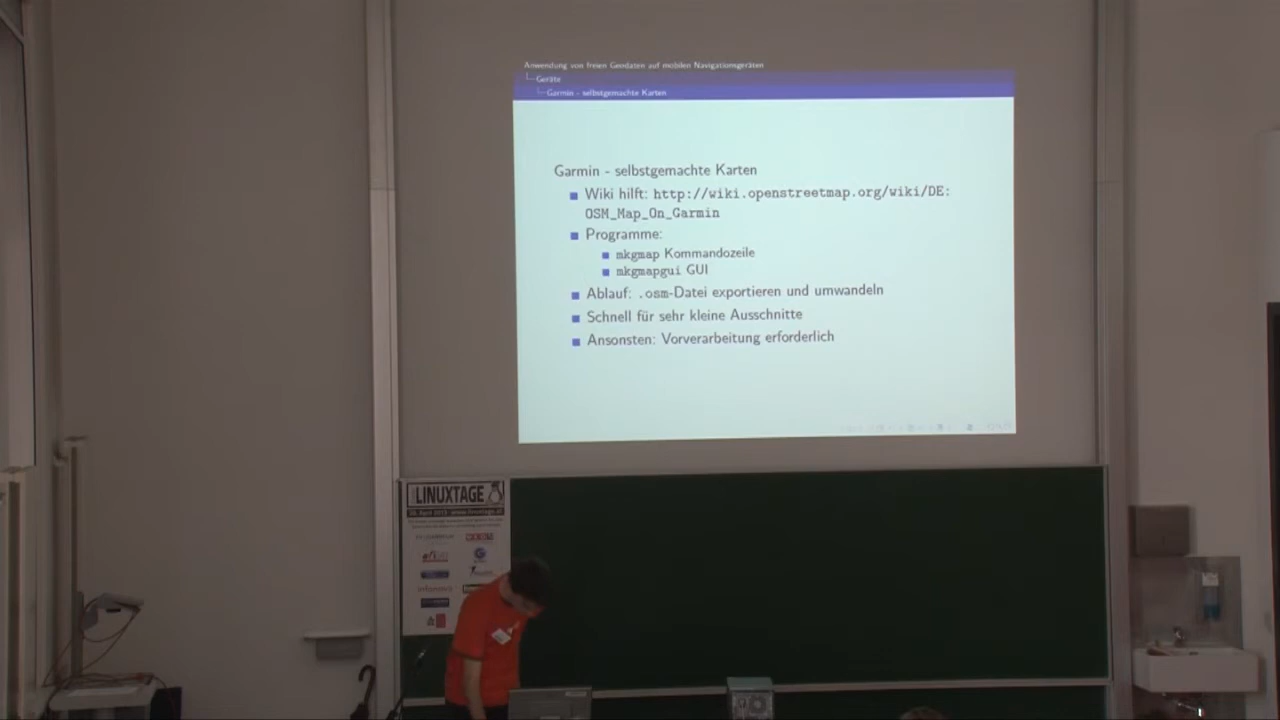 Anwendung von freien Geodaten auf mobilen Navigationsgeräten
Geräte
Garmin - selbstgemachte Karten
Garmin - selbstgemachte Karten
Wiki hilft: http://wiki.openstreetmap.org/wiki/DE:
OSM_Map_On_Garmin
Programme:
mkgmap Kommandozeile
mkgmapgui GUI
Ablauf: .osm-Datei exportieren und umwandeln
Schnell für sehr kleine Ausschnitte
Ansonsten: Vorverarbeitung erforderlich
LINUXTAGE